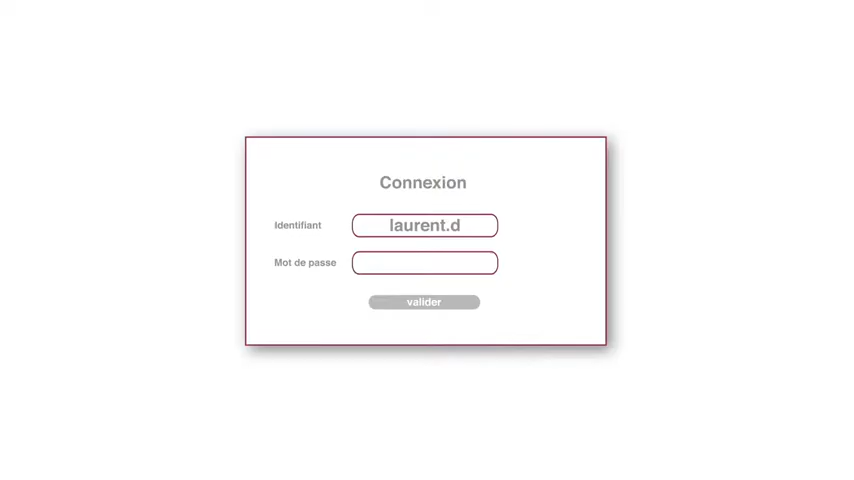 Connexion
Identifiant laurent.d
Mot de passe
valider